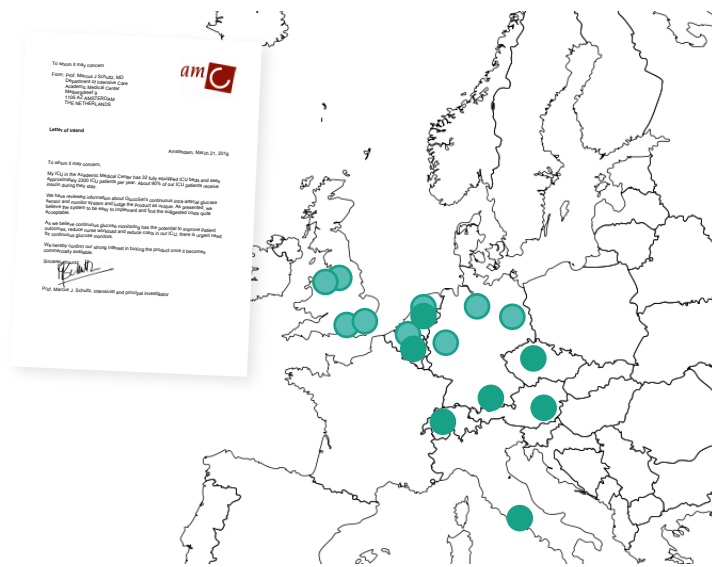 To whom it may concern
amC
From: Prof. Marcus J Schultz, MD
Department of Intensive Care
Academic Medical Center
Meibergdreef 9
1105 AZ AMSTERDAM
THE NETHERLANDS
Letter of Intend
Amsterdam, March 21, 2016
To whom it may concern,
My ICU in the Academic Medical Center has 32 fully equipped ICU beds and sees
approximately 2300 ICU patients per year. About 90% of our ICU patients receive
insulin during they stay.
We have reviewed information about GlucoSet's continuous intra-arterial glucose
sensor and monitor system and judge the product as unique. As presented, we
believe the system to be easy to implement and find the suggested costs quite
acceptable.
As we believe continuous glucose monitoring has the potential to improve patient
outcomes, reduce nurse workload and reduce costs in our ICU, there is urgent need
for continuous glucose monitors.
We hereby confirm our strong interest in buying the product once it becomes
commercially available.
Sincerely yours,
Prof. Marcus J. Schultz, intensivist and principal investigator